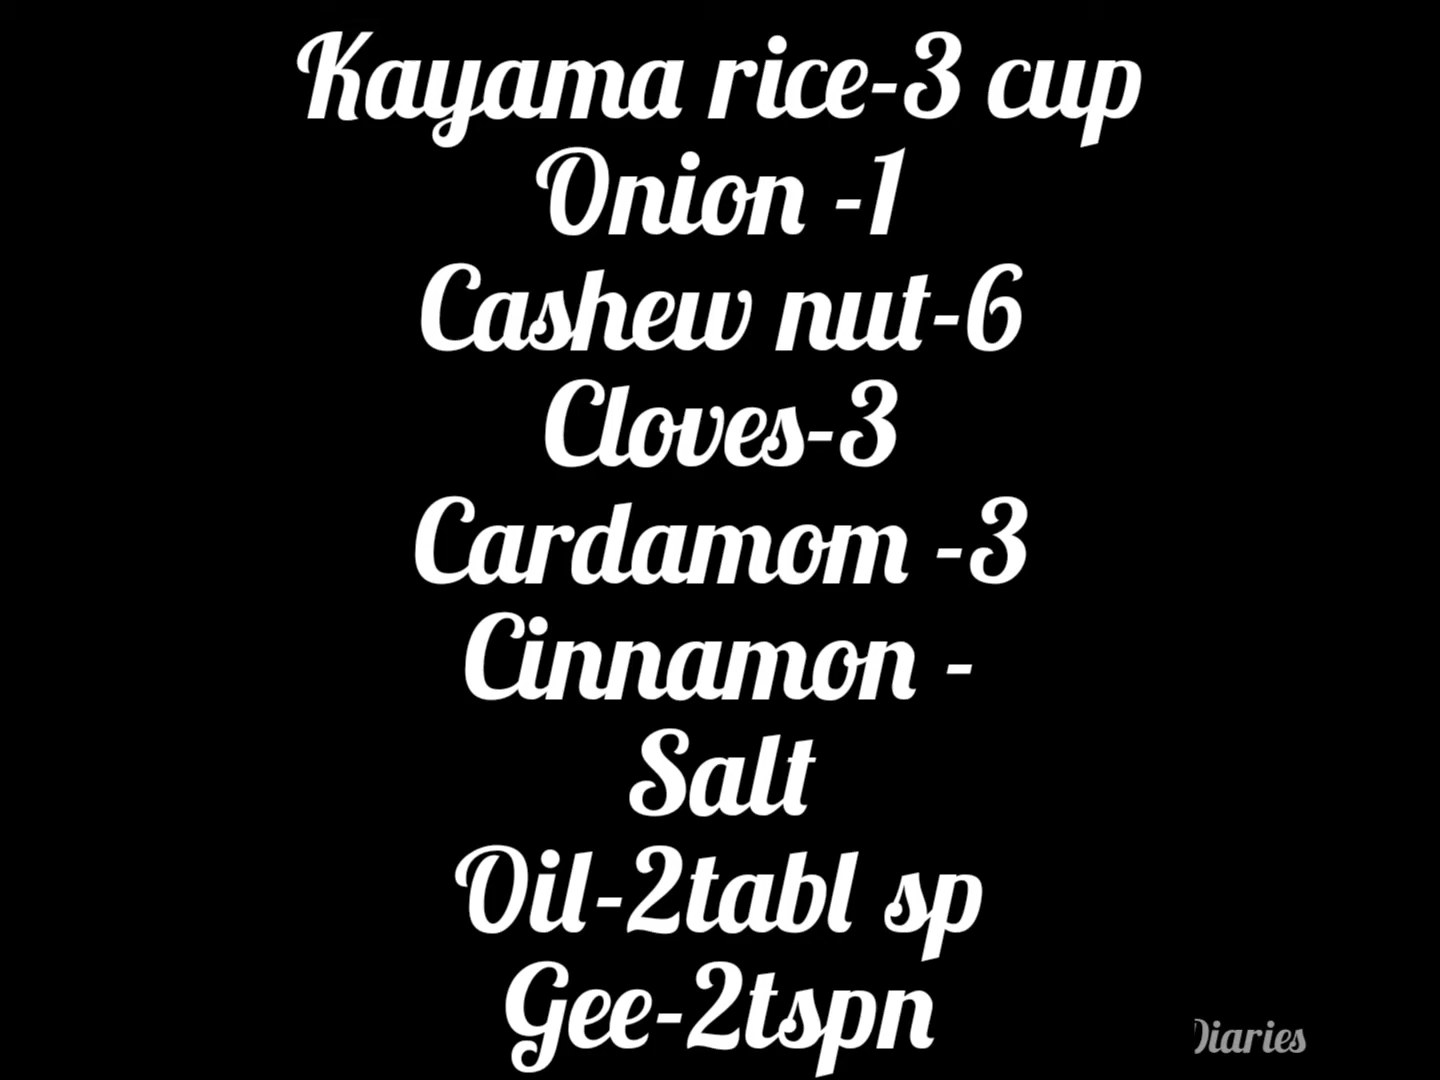 Kayama rice-3 cup
Onion -1
Cashew nut-6
Cloves-3
Cardamom -3
Cinnamon -
Salt
Oil-2tabl sp
Gee-2tspn
Diaries